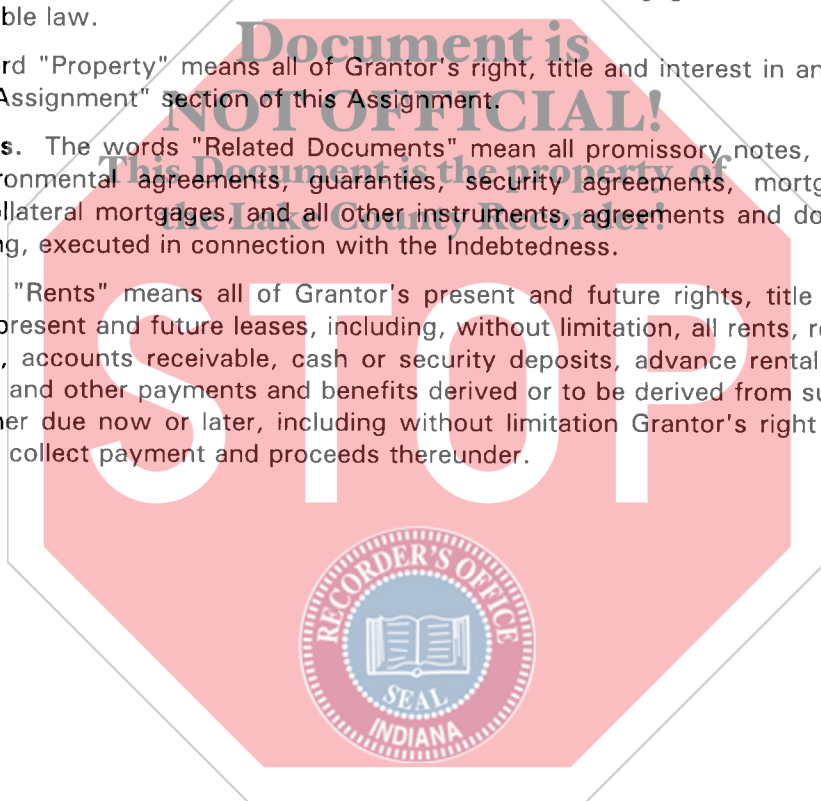 ble law.
Document is
rd "Property" means all of Grantor's right, title and interest in an
Assignment" section of this Assignment.
NOT OFFICIAL!
s. The words "Related Documents" mean all promissory notes,
This Document is the property of
ronmental agreements, guaranties, security agreements, mortg
llateral mortgages, and all other instruments, agreements and do
the Lake County Recorder!
ng, executed in connection with the Indebtedness.
"Rents" means all of Grantor's present and future rights, title
present and future leases, including, without limitation, all rents, r
, accounts receivable, cash or security deposits, advance rental
and other payments and benefits derived or to be derived from su
her due now or later, including without limitation Grantor's right
collect payment and proceeds thereunder.
STOP
RECORDER'S OFFICE
SEAL
INDIANA